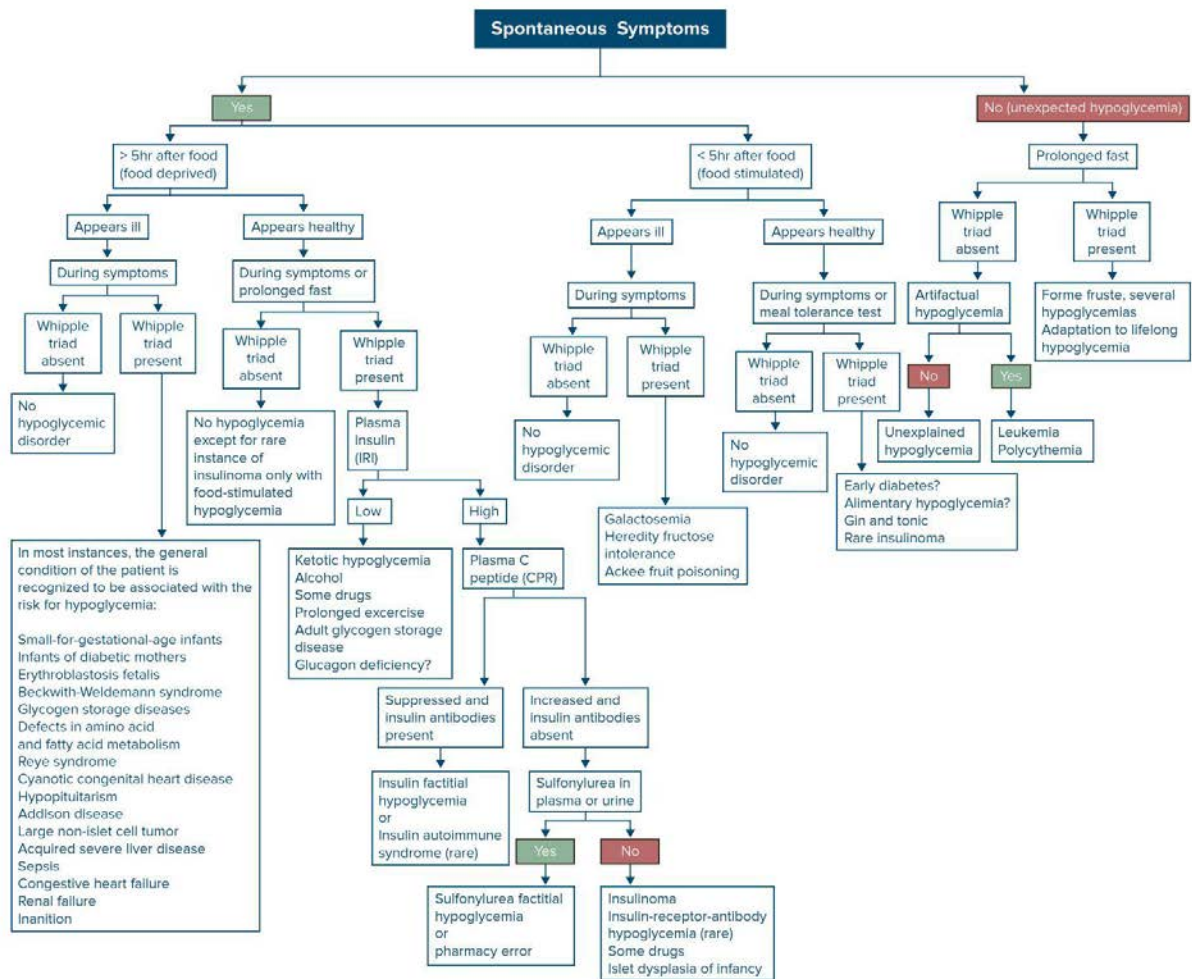 Spontaneous Symptoms
Yes
No (unexpected hypoglycemia)
> 5hr after food
(food deprived)
< 5hr after food
(food stimulated)
Prolonged fast
Appears ill
Appears healthy
Appears ill
Appears healthy
Whipple
triad
absent
Whipple
triad
present
During symptoms
During symptoms or
prolonged fast
During symptoms
During symptoms or
meal tolerance test
Artifactual
hypoglycemia
Forme fruste, several
hypoglycemias
Adaptation to lifelong
hypoglycemia
Whipple
triad
absent
Whipple
triad
present
Whipple
triad
absent
Whipple
triad
present
Whipple
triad
absent
Whipple
triad
present
Whipple
triad
absent
Whipple
triad
present
No
Yes
No
hypoglycemic
disorder
No hypoglycemia
except for rare
instance of
insulinoma only with
food-stimulated
hypoglycemia
Plasma
Insulin
(IRI)
No
hypoglycemic
disorder
No
hypoglycemic
disorder
Unexplained
hypoglycemia
Leukemia
Polycythemia
Early diabetes?
Alimentary hypoglycemia?
Gin and tonic
Rare insulinoma
Low
High
Galactosemia
Heredity fructose
intolerance
Ackee fruit poisoning
In most instances, the general
condition of the patient is
recognized to be associated with the
risk for hypoglycemia:
Small-for-gestational-age infants
Infants of diabetic mothers
Erythroblastosis fetalis
Beckwith-Weldemann syndrome
Glycogen storage diseases
Defects in amino acid
and fatty acid metabolism
Reye syndrome
Cyanotic congenital heart disease
Hypopituitarism
Addison disease
Large non-islet cell tumor
Acquired severe liver disease
Sepsis
Congestive heart failure
Renal failure
Inanition
Ketotic hypoglycemia
Alcohol
Some drugs
Prolonged excercise
Adult glycogen storage
disease
Glucagon deficiency?
Plasma C
peptide (CPR)
Suppressed and
insulin antibodies
present
Increased and
insulin antibodies
absent
Insulin factitial
hypoglycemia
or
Insulin autoimmune
syndrome (rare)
Sulfonylurea in
plasma or urine
Yes
No
Sulfonylurea factitial
hypoglycemia
or
pharmacy error
Insulinoma
Insulin-receptor-antibody
hypoglycemia (rare)
Some drugs
Islet dysplasia of infancy